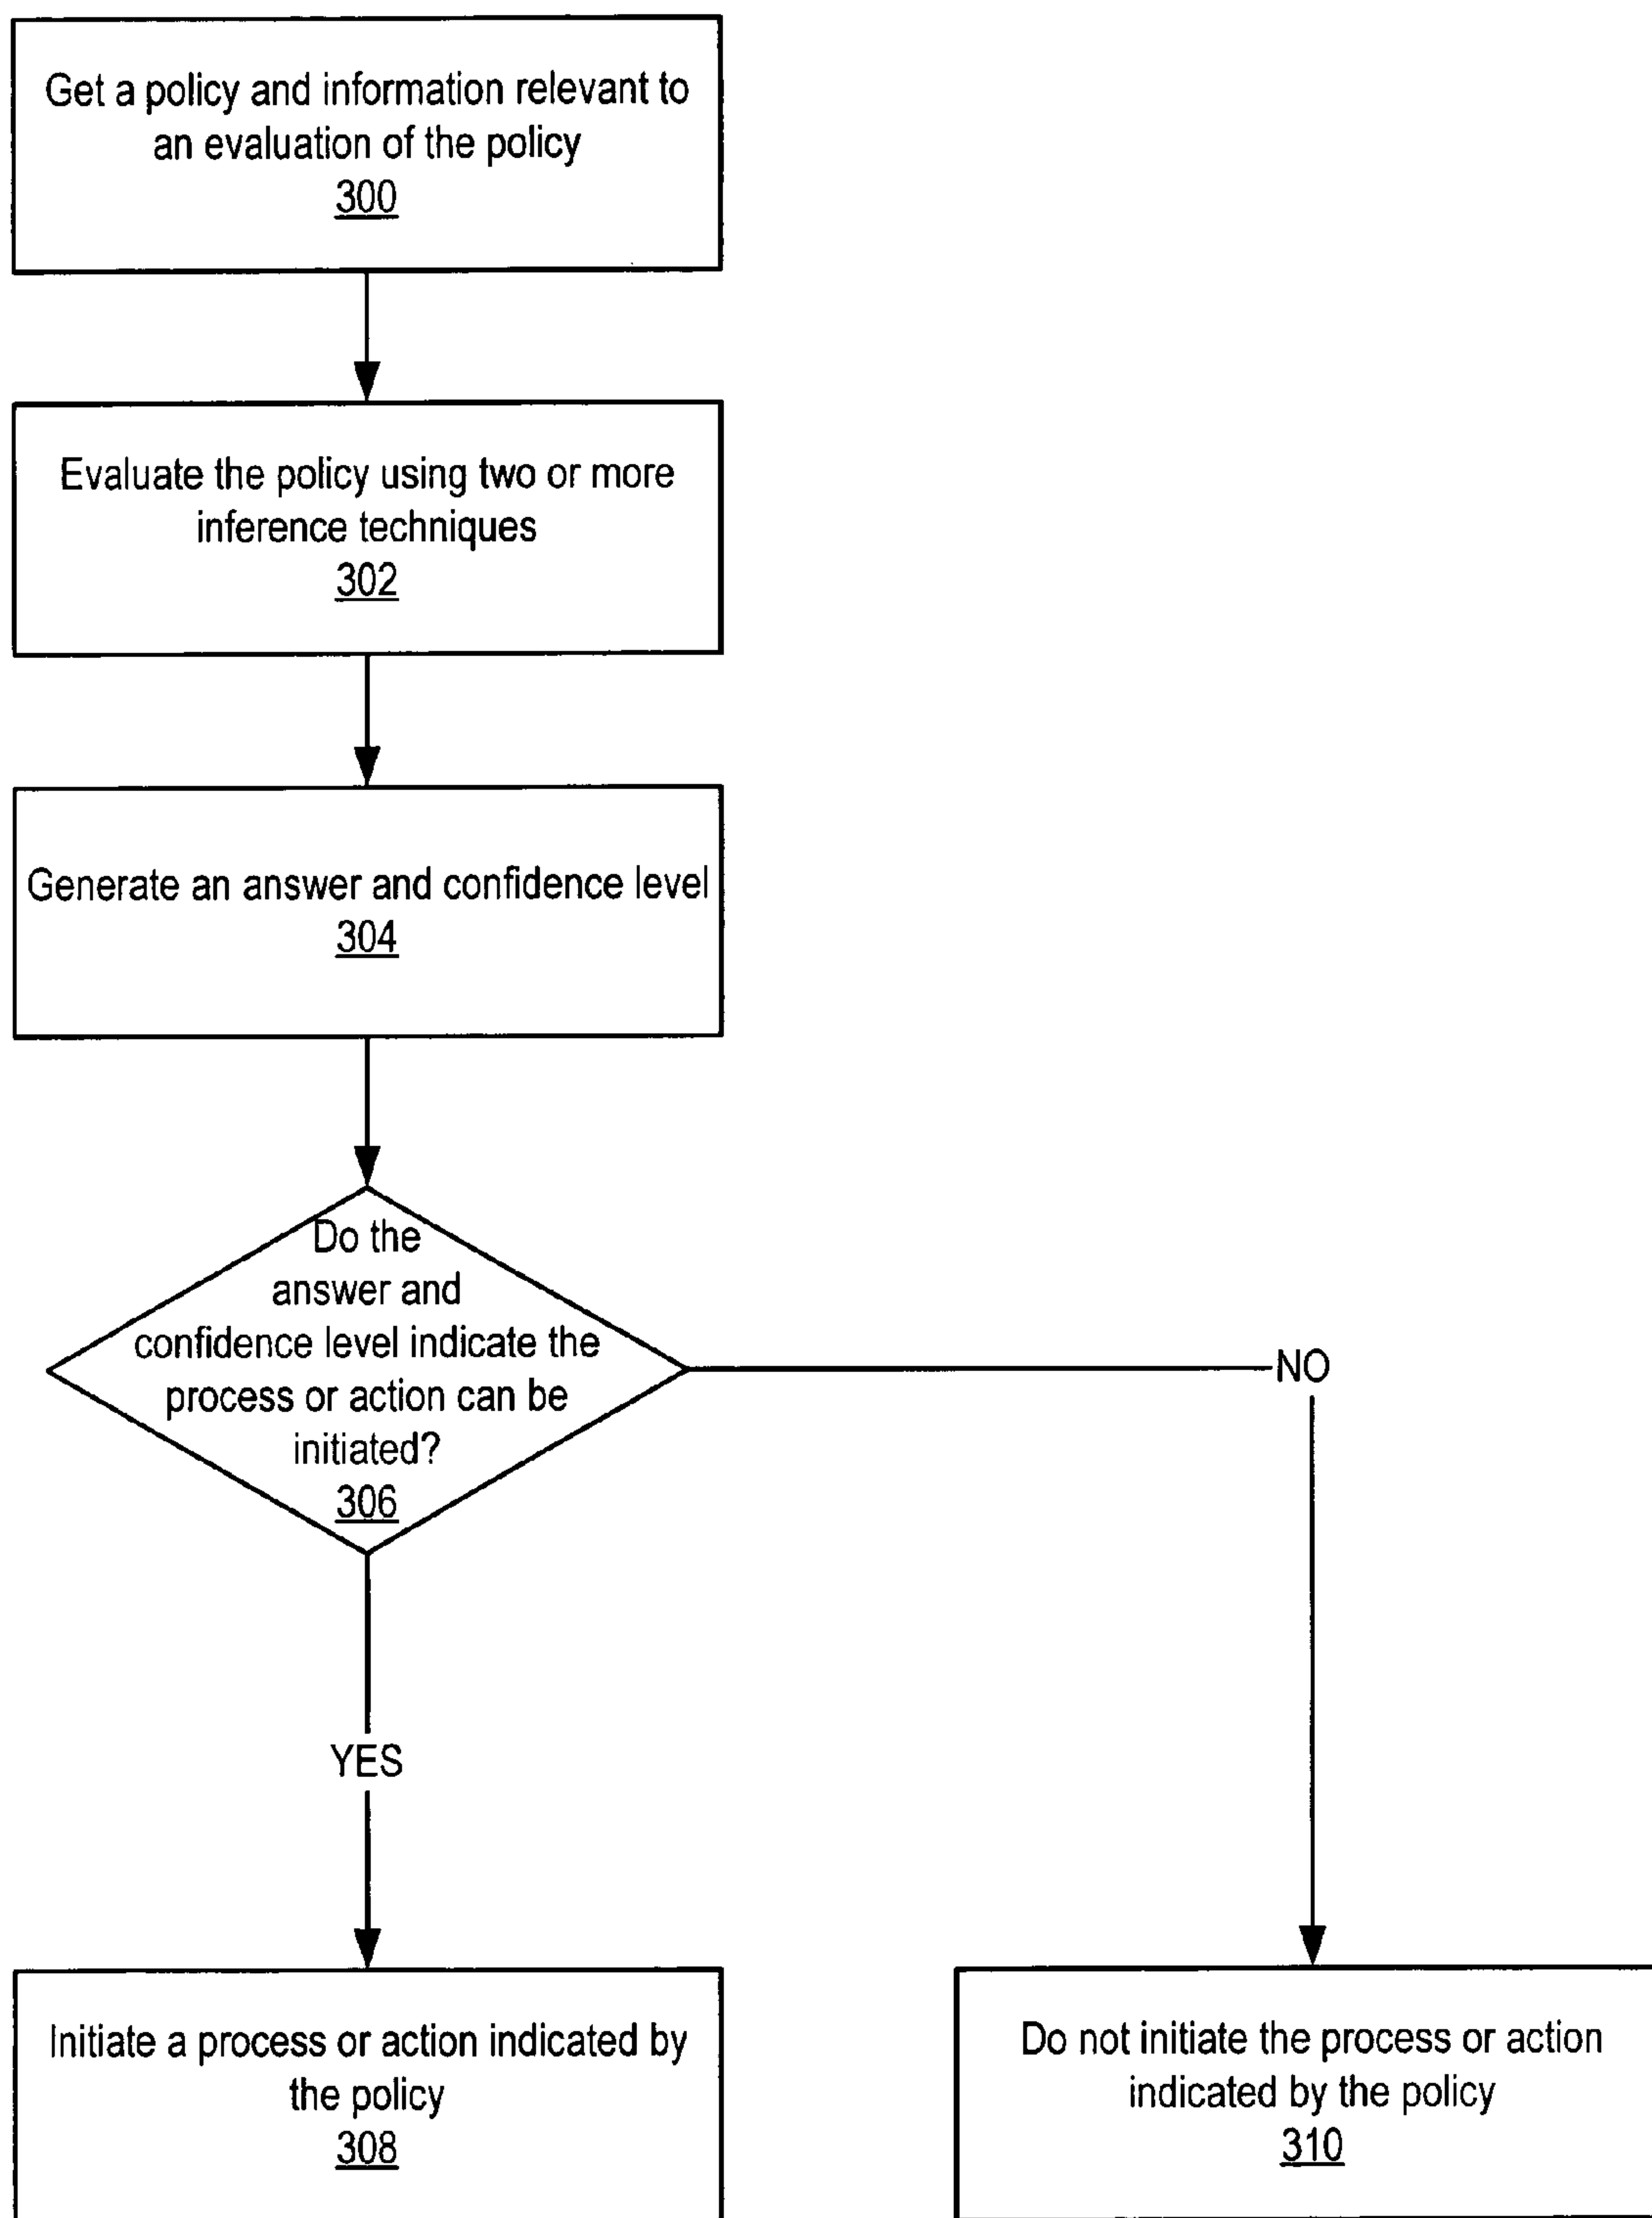 Get a policy and information relevant to
an evaluation of the policy
300
Evaluate the policy using two or more
inference techniques
302
Generate an answer and confidence level
304
Do the
answer and
confidence level indicate the
process or action can be
initiated?
306
NO
YES
Initiate a process or action indicated by
the policy
308
Do not initiate the process or action
indicated by the policy
310